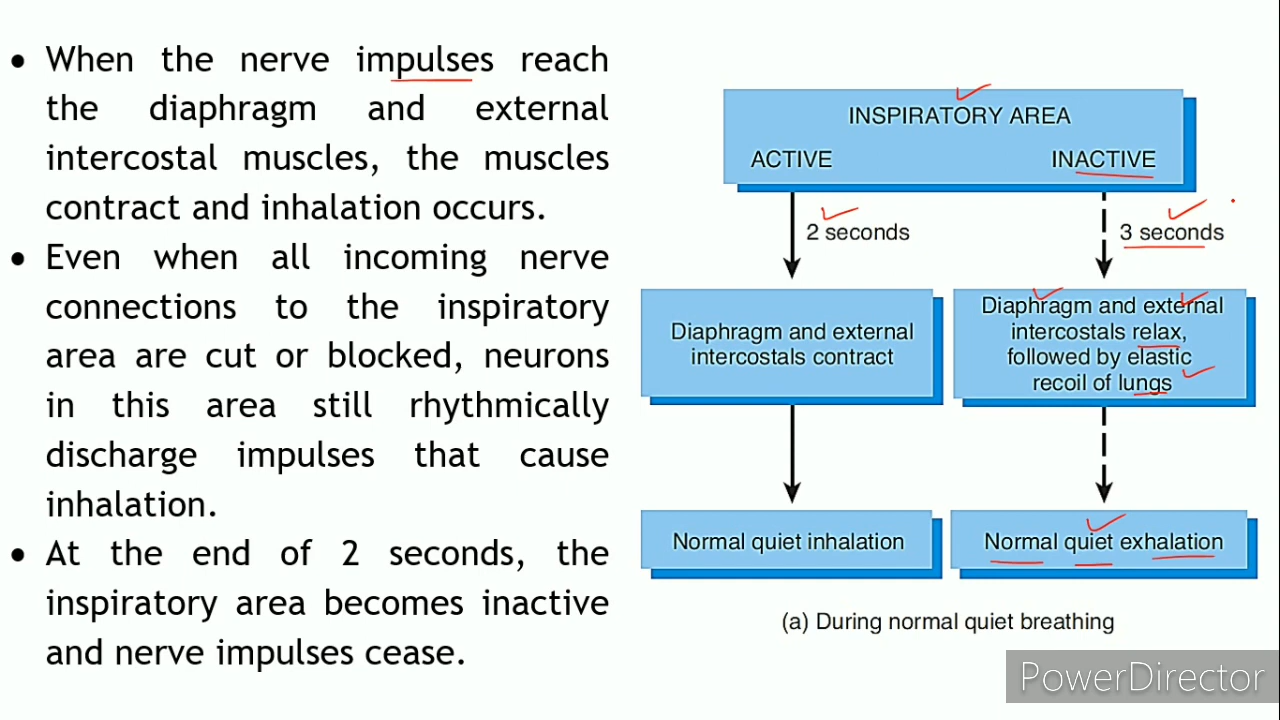 • When the nerve impulses reach
the diaphragm and external
intercostal muscles, the muscles
contract and inhalation occurs.
• Even when all incoming nerve
connections to the inspiratory
area are cut or blocked, neurons
in this area still rhythmically
discharge impulses that cause
inhalation.
• At the end of 2 seconds, the
inspiratory area becomes inactive
and nerve impulses cease.
INSPIRATORY AREA
ACTIVE INACTIVE
2 seconds
3 seconds
Diaphragm and external
intercostals contract
Diaphragm and external
intercostals relax,
followed by elastic
recoil of lungs
Normal quiet inhalation
Normal quiet exhalation
(a) During normal quiet breathing
PowerDirector